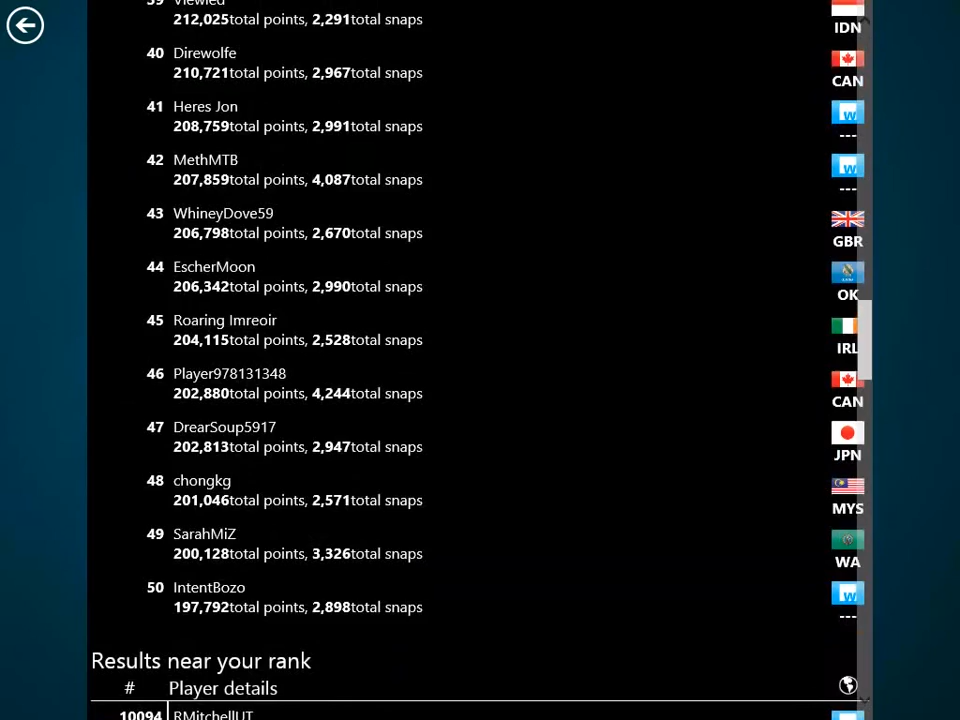 39 Viewied
212,025total points, 2,291total snaps
IDN
40 Direwolfe
210,721total points, 2,967total snaps
CAN
41 Heres Jon
208,759total points, 2,991total snaps
w
---
42 MethMTB
207,859total points, 4,087total snaps
w
---
43 WhineyDove59
206,798total points, 2,670total snaps
GBR
44 EscherMoon
206,342total points, 2,990total snaps
OK
45 Roaring Imreoir
204,115total points, 2,528total snaps
IRL
46 Player978131348
202,880total points, 4,244total snaps
CAN
47 DrearSoup5917
202,813total points, 2,947total snaps
JPN
48 chongkg
201,046total points, 2,571total snaps
MYS
49 SarahMiZ
200,128total points, 3,326total snaps
WA
50 IntentBozo
197,792total points, 2,898total snaps
w
---
Results near your rank
# Player details
10094 RMitchellUT